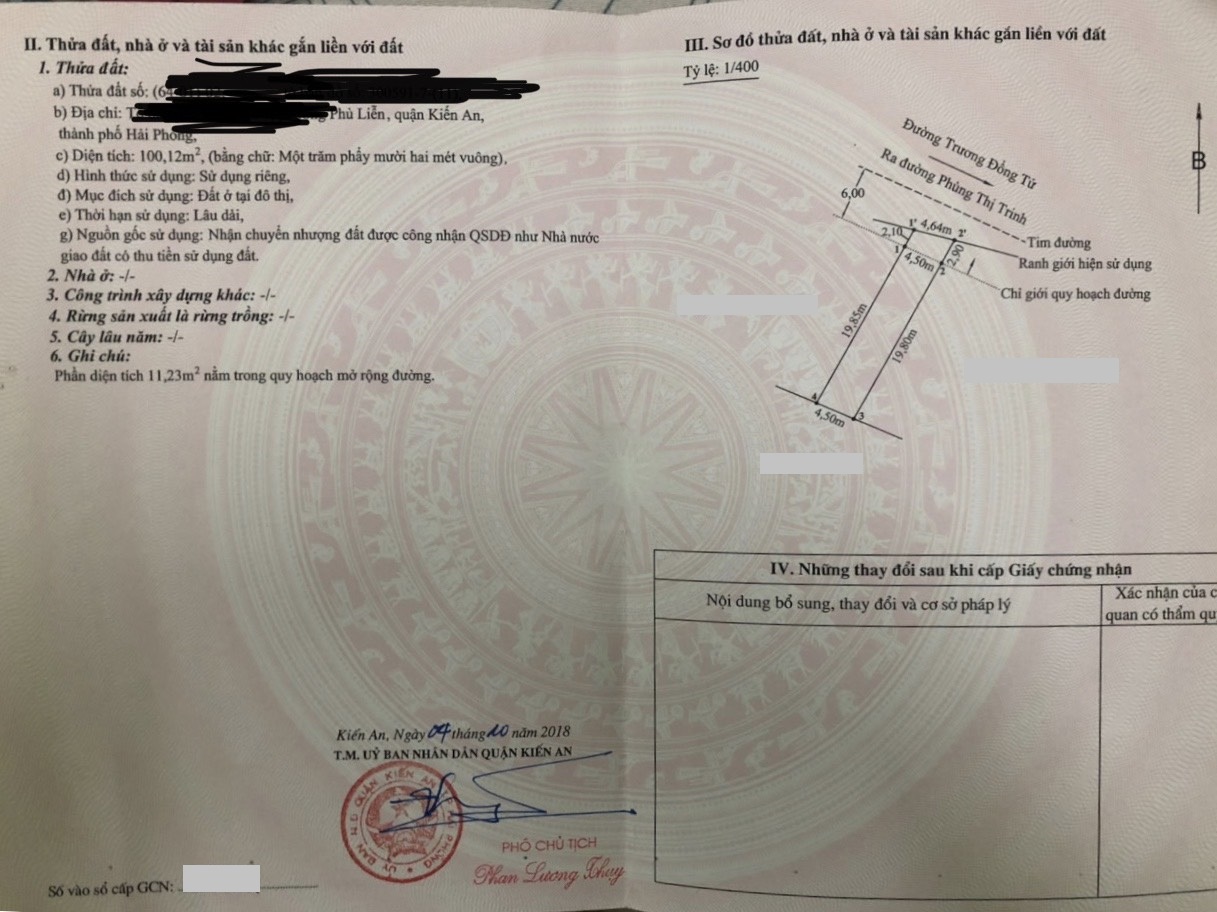 II. Thửa đất, nhà ở và tài sản khác gắn liền với đất
1. Thửa đất:
a) Thửa đất số: (64
b) Địa chỉ: Phù Liễn, quận Kiến An,
thành phố Hải Phòng,
c) Diện tích: 100,12m², (bằng chữ: Một trăm phẩy mười hai mét vuông),
d) Hình thức sử dụng: Sử dụng riêng,
đ) Mục đích sử dụng: Đất ở tại đô thị,
e) Thời hạn sử dụng: Lâu dài,
g) Nguồn gốc sử dụng: Nhận chuyển nhượng đất được công nhận QSDĐ như Nhà nước
giao đất có thu tiền sử dụng đất.
2. Nhà ở: -/-
3. Công trình xây dựng khác: -/-
4. Rừng sản xuất là rừng trồng: -/-
5. Cây lâu năm: -/-
6. Ghi chú:
Phần diện tích 11,23m² nằm trong quy hoạch mở rộng đường.
Kiến An, Ngày 04 tháng 10 năm 2018
T.M. UỶ BAN NHÂN DÂN QUẬN KIẾN AN
PHÓ CHỦ TỊCH
Phan Lương Thuy
Số vào sổ cấp GCN:
III. Sơ đồ thửa đất, nhà ở và tài sản khác gắn liền với đất
Tỷ lệ: 1/400
B
Đường Trương Đồng Tử
Ra đường Phùng Thị Trinh
6,00
1' 4,64m 2'
2,10
Tim đường
1 4,50m 2
2,90
Ranh giới hiện sử dụng
Chỉ giới quy hoạch đường
19,85m
19,80m
4
4,50m
3
IV. Những thay đổi sau khi cấp Giấy chứng nhận
Nội dung bổ sung, thay đổi và cơ sở pháp lý
Xác nhận của c
quan có thẩm qu